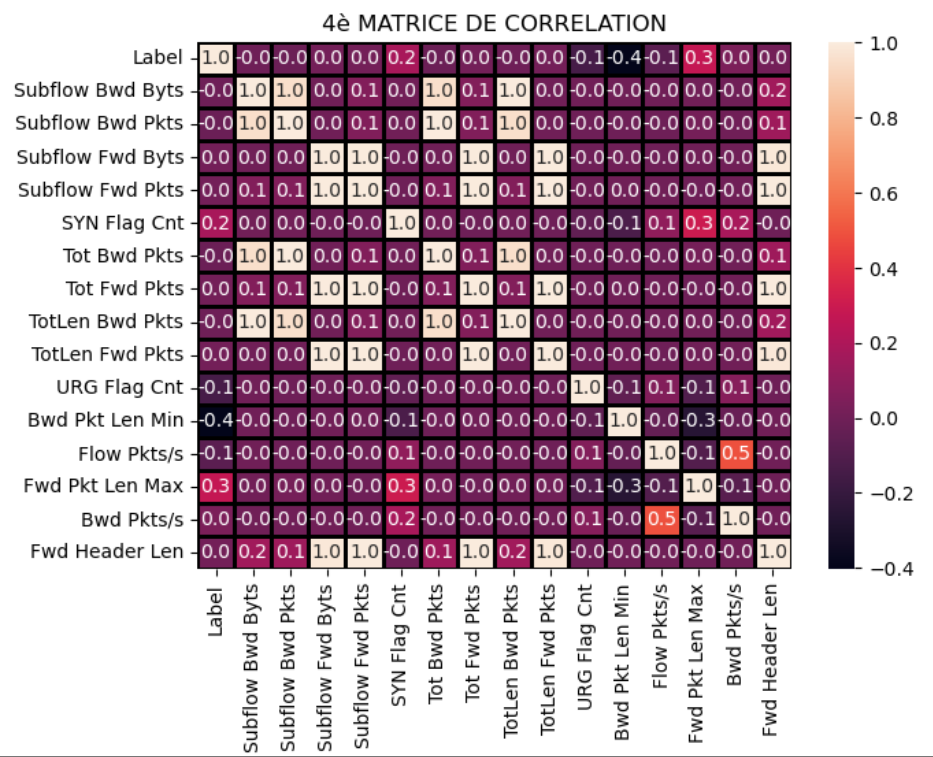 4è MATRICE DE CORRELATION
Label 1.0 -0.0 -0.0 0.0 0.0 0.2 -0.0 0.0 -0.0 0.0 -0.1 -0.4 -0.1 0.3 0.0 0.0
Subflow Bwd Byts -0.0 1.0 1.0 0.0 0.1 0.0 1.0 0.1 1.0 0.0 -0.0 -0.0 -0.0 0.0 -0.0 0.2
Subflow Bwd Pkts -0.0 1.0 1.0 0.0 0.1 0.0 1.0 0.1 1.0 0.0 -0.0 -0.0 -0.0 0.0 -0.0 0.1
Subflow Fwd Byts 0.0 0.0 0.0 1.0 1.0 -0.0 0.0 1.0 0.0 1.0 -0.0 -0.0 -0.0 0.0 -0.0 1.0
Subflow Fwd Pkts 0.0 0.1 0.1 1.0 1.0 -0.0 0.1 1.0 0.1 1.0 -0.0 -0.0 -0.0 -0.0 -0.0 1.0
SYN Flag Cnt 0.2 0.0 0.0 -0.0 -0.0 1.0 0.0 -0.0 0.0 -0.0 -0.0 -0.1 0.1 0.3 0.2 -0.0
Tot Bwd Pkts -0.0 1.0 1.0 0.0 0.1 0.0 1.0 0.1 1.0 0.0 -0.0 -0.0 -0.0 0.0 -0.0 0.1
Tot Fwd Pkts 0.0 0.1 0.1 1.0 1.0 -0.0 0.1 1.0 0.1 1.0 -0.0 -0.0 -0.0 -0.0 -0.0 1.0
TotLen Bwd Pkts -0.0 1.0 1.0 0.0 0.1 0.0 1.0 0.1 1.0 0.0 -0.0 -0.0 -0.0 0.0 -0.0 0.2
TotLen Fwd Pkts 0.0 0.0 0.0 1.0 1.0 -0.0 0.0 1.0 0.0 1.0 -0.0 -0.0 -0.0 0.0 -0.0 1.0
URG Flag Cnt -0.1 -0.0 -0.0 -0.0 -0.0 -0.0 -0.0 -0.0 -0.0 -0.0 1.0 -0.1 0.1 -0.1 0.1 -0.0
Bwd Pkt Len Min -0.4 -0.0 -0.0 -0.0 -0.0 -0.1 -0.0 -0.0 -0.0 -0.0 -0.1 1.0 -0.0 -0.3 -0.0 -0.0
Flow Pkts/s -0.1 -0.0 -0.0 -0.0 -0.0 0.1 -0.0 -0.0 -0.0 -0.0 0.1 -0.0 1.0 -0.1 0.5 -0.0
Fwd Pkt Len Max 0.3 0.0 0.0 0.0 -0.0 0.3 0.0 -0.0 0.0 0.0 -0.1 -0.3 -0.1 1.0 -0.1 -0.0
Bwd Pkts/s 0.0 -0.0 -0.0 -0.0 -0.0 0.2 -0.0 -0.0 -0.0 -0.0 0.1 -0.0 0.5 -0.1 1.0 -0.0
Fwd Header Len 0.0 0.2 0.1 1.0 1.0 -0.0 0.1 1.0 0.2 1.0 -0.0 -0.0 -0.0 -0.0 -0.0 1.0
Label
Subflow Bwd Byts
Subflow Bwd Pkts
Subflow Fwd Byts
Subflow Fwd Pkts
SYN Flag Cnt
Tot Bwd Pkts
Tot Fwd Pkts
TotLen Bwd Pkts
TotLen Fwd Pkts
URG Flag Cnt
Bwd Pkt Len Min
Flow Pkts/s
Fwd Pkt Len Max
Bwd Pkts/s
Fwd Header Len
1.0
0.8
0.6
0.4
0.2
0.0
−0.2
−0.4